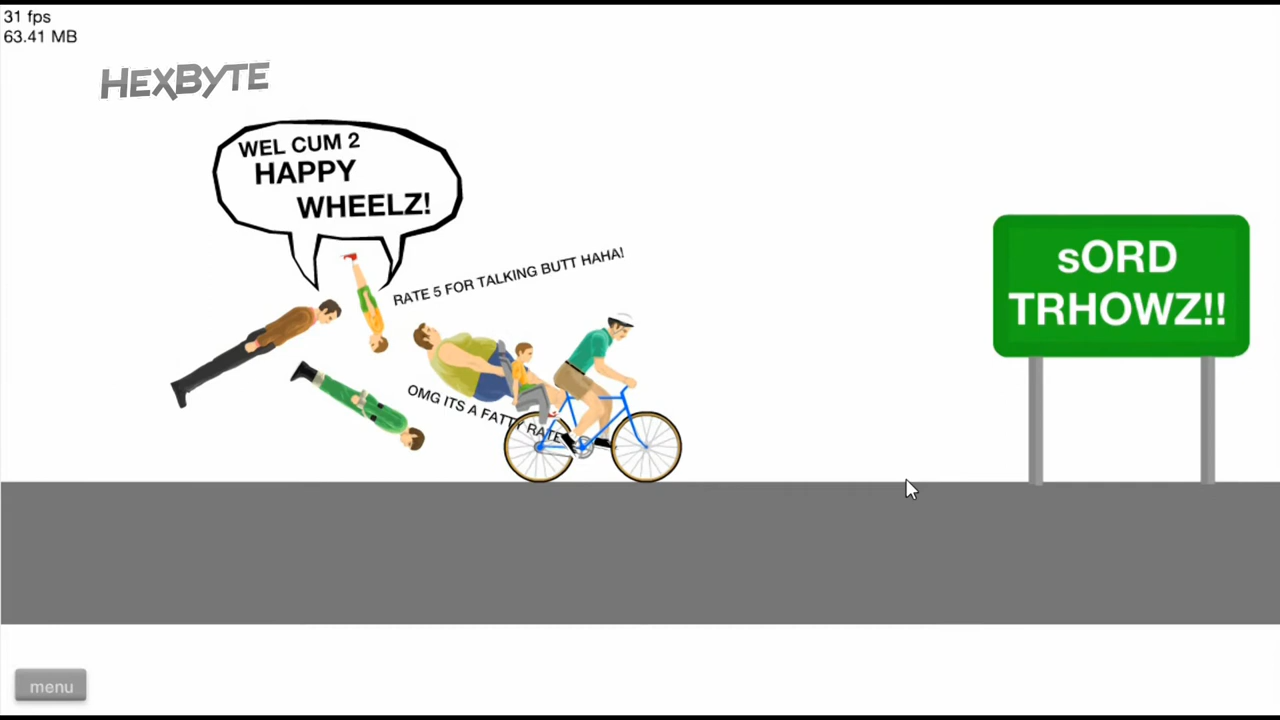 31 fps
63.41 MB
HEXBYTE
WEL CUM 2
HAPPY
WHEELZ!
RATE 5 FOR TALKING BUTT HAHA!
OMG ITS A FATTY RATE
sORD
TRHOWZ!!
menu